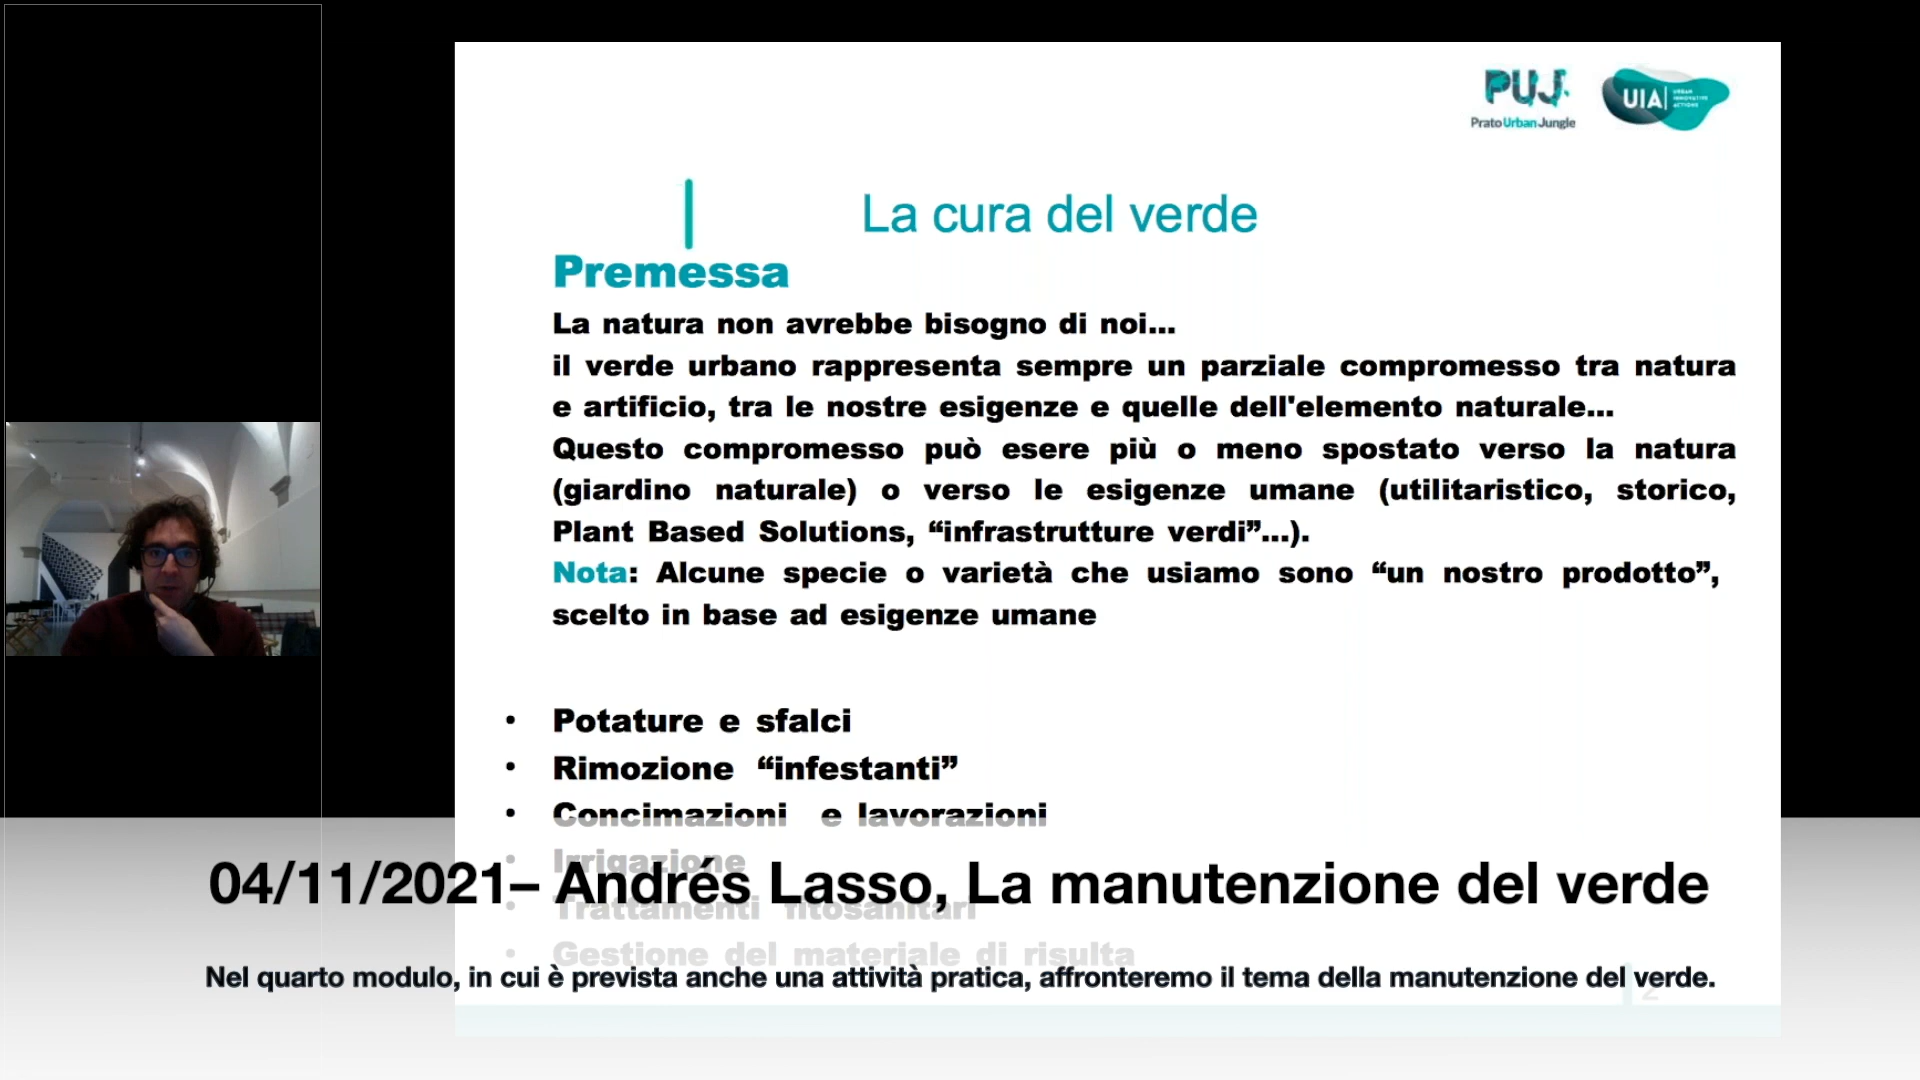 PUJ
Prato Urban Jungle
UIA
URBAN
INNOVATIVE
ACTIONS
La cura del verde
Premessa
La natura non avrebbe bisogno di noi...
il verde urbano rappresenta sempre un parziale compromesso tra natura
e artificio, tra le nostre esigenze e quelle dell'elemento naturale...
Questo compromesso può esere più o meno spostato verso la natura
(giardino naturale) o verso le esigenze umane (utilitaristico, storico,
Plant Based Solutions, “infrastrutture verdi”...).
Nota: Alcune specie o varietà che usiamo sono “un nostro prodotto”,
scelto in base ad esigenze umane
• Potature e sfalci
• Rimozione “infestanti”
• Concimazioni e lavorazioni
• Irrigazione
• Trattamenti fitosanitari
• Gestione del materiale di risulta
04/11/2021– Andrés Lasso, La manutenzione del verde
Nel quarto modulo, in cui è prevista anche una attività pratica, affronteremo il tema della manutenzione del verde.
2